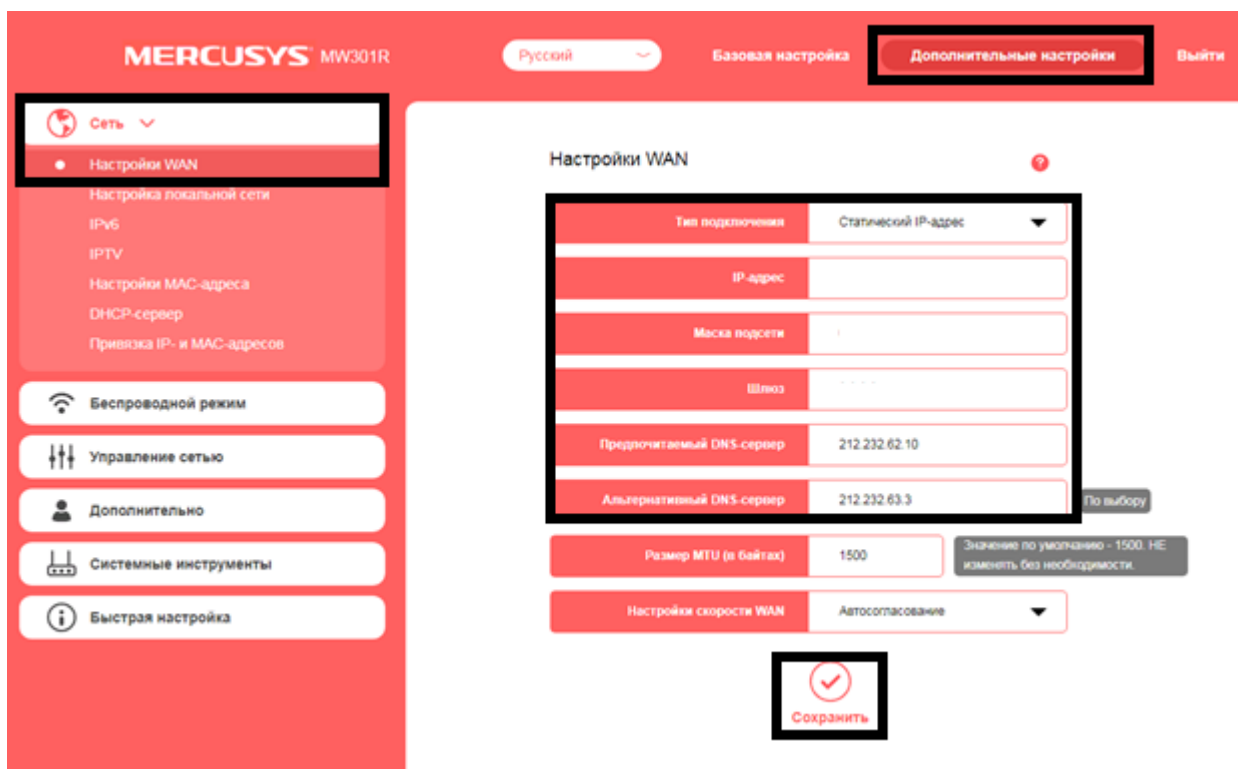 MERCUSYS MW301R
Русский
Базовая настройка
Дополнительные настройки
Выйти
Сеть
Настройки WAN
Настройка локальной сети
IPv6
IPTV
Настройки MAC-адреса
DHCP-сервер
Привязка IP- и MAC-адресов
Беспроводной режим
Управление сетью
Дополнительно
Системные инструменты
Быстрая настройка
Настройки WAN
?
Тип подключения Статический IP-адрес
IP-адрес
Маска подсети
Шлюз
Предпочитаемый DNS-сервер 212.232.62.10
Альтернативный DNS-сервер 212.232.63.3 По выбору
Размер MTU (в байтах) 1500
Значение по умолчанию - 1500. НЕ
изменять без необходимости.
Настройки скорости WAN Автосогласование
Сохранить